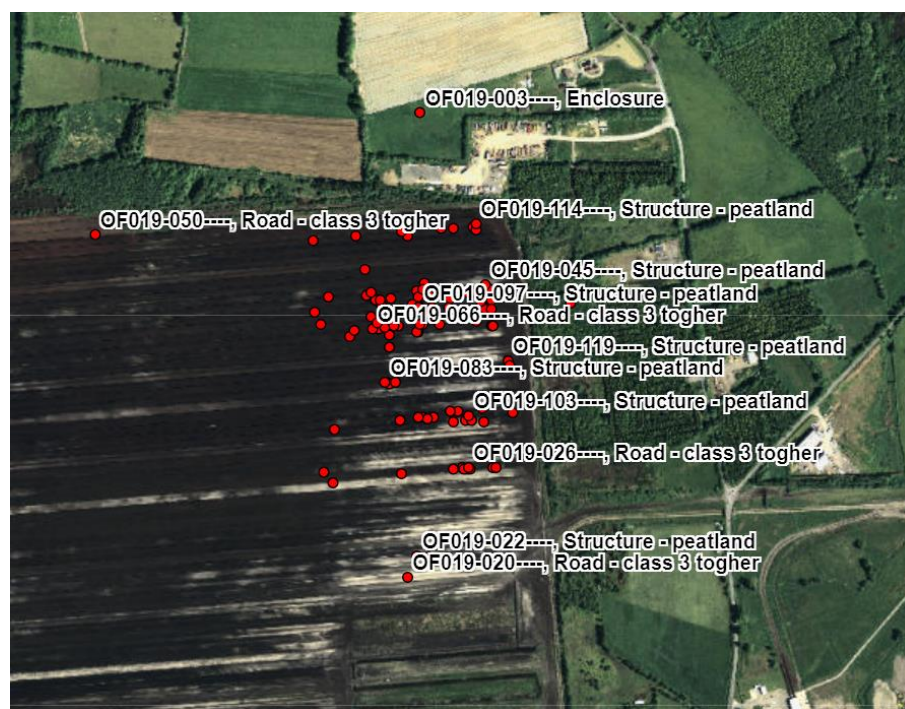 OF019-003----, Enclosure
OF019-114----, Structure - peatland
OF019-050----, Road - class 3 togher
OF019-045----, Structure - peatland
OF019-097----, Structure - peatland
OF019-066----, Road - class 3 togher
OF019-119----, Structure - peatland
OF019-083----, Structure - peatland
OF019-103----, Structure - peatland
OF019-026----, Road - class 3 togher
OF019-022----, Structure - peatland
OF019-020----, Road - class 3 togher